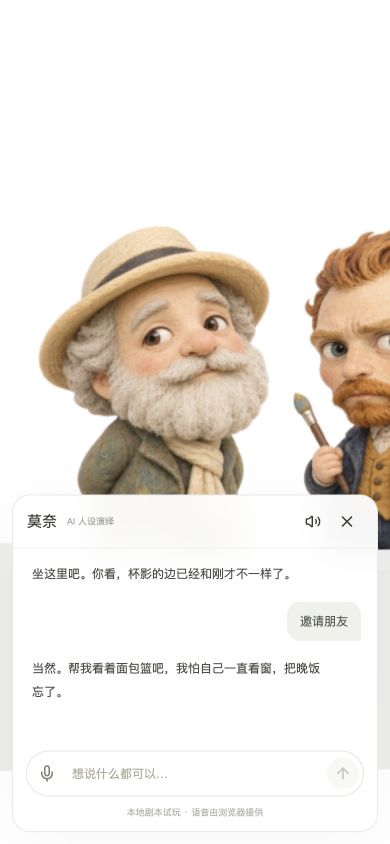 莫奈 AI 人设演绎
坐这里吧。你看，杯影的边已经和刚才不一样了。
邀请朋友
当然。帮我看着面包篮吧，我怕自己一直看窗，把晚饭
忘了。
想说什么都可以...
本地剧本试玩 · 语音由浏览器提供